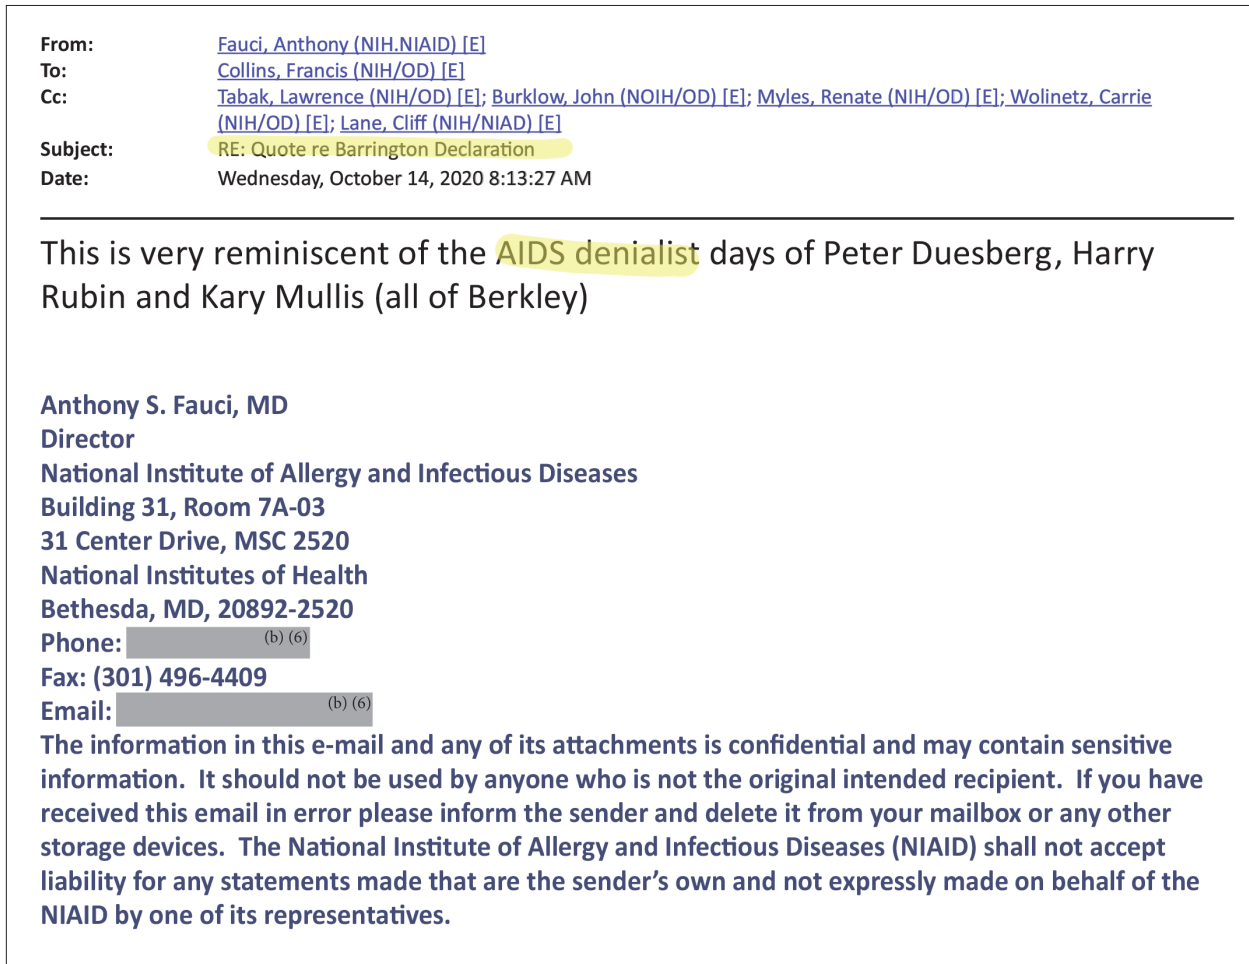 From: Fauci, Anthony (NIH.NIAID) [E]
To: Collins, Francis (NIH/OD) [E]
Cc: Tabak, Lawrence (NIH/OD) [E]; Burklow, John (NOIH/OD) [E]; Myles, Renate (NIH/OD) [E]; Wolinetz, Carrie
(NIH/OD) [E]; Lane, Cliff (NIH/NIAD) [E]
Subject: RE: Quote re Barrington Declaration
Date: Wednesday, October 14, 2020 8:13:27 AM
This is very reminiscent of the AIDS denialist days of Peter Duesberg, Harry
Rubin and Kary Mullis (all of Berkley)
Anthony S. Fauci, MD
Director
National Institute of Allergy and Infectious Diseases
Building 31, Room 7A-03
31 Center Drive, MSC 2520
National Institutes of Health
Bethesda, MD, 20892-2520
Phone: (b) (6)
Fax: (301) 496-4409
Email: (b) (6)
The information in this e-mail and any of its attachments is confidential and may contain sensitive
information. It should not be used by anyone who is not the original intended recipient. If you have
received this email in error please inform the sender and delete it from your mailbox or any other
storage devices. The National Institute of Allergy and Infectious Diseases (NIAID) shall not accept
liability for any statements made that are the sender's own and not expressly made on behalf of the
NIAID by one of its representatives.